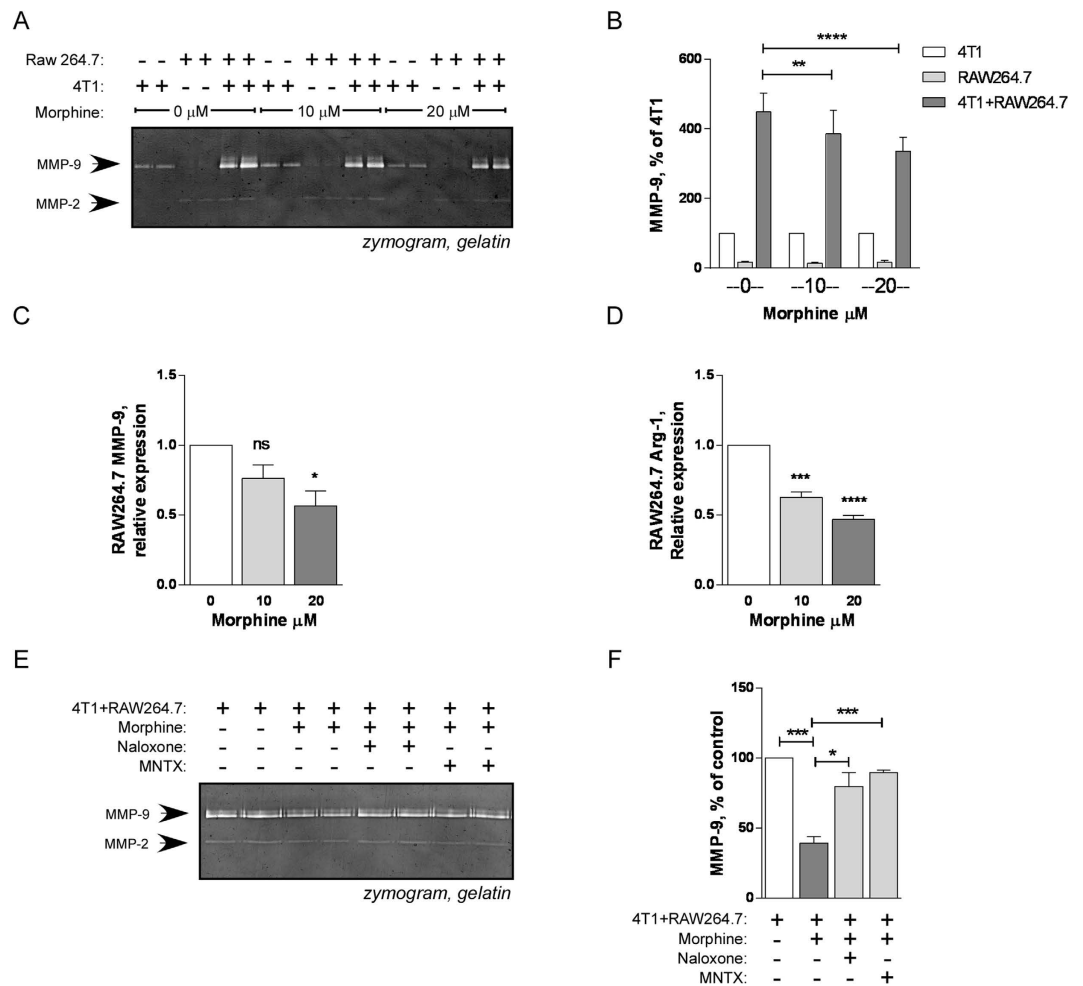 A
Raw 264.7: - - + + + + - - + + + + - - + + + +
4T1: + + - - + + + + - - + + + + - - + +
Morphine: 0 µM 10 µM 20 µM
MMP-9
MMP-2
zymogram, gelatin
B
MMP-9, % of 4T1
600
400
200
100
0
**
****
4T1
RAW264.7
4T1+RAW264.7
--0-- --10-- --20--
Morphine µM
C
RAW264.7 MMP-9,
relative expression
1.5
1.0
0.5
0.0
ns
*
0 10 20
Morphine µM
D
RAW264.7 Arg-1,
Relative expression
1.5
1.0
0.5
0.0
***
****
0 10 20
Morphine µM
E
4T1+RAW264.7: + + + + + + + +
Morphine: - - + + + + + +
Naloxone: - - - - + + - -
MNTX: - - - - - - + +
MMP-9
MMP-2
zymogram, gelatin
F
MMP-9, % of control
150
100
50
0
***
***
*
4T1+RAW264.7: + + + +
Morphine: - + + +
Naloxone: - - + -
MNTX: - - - +